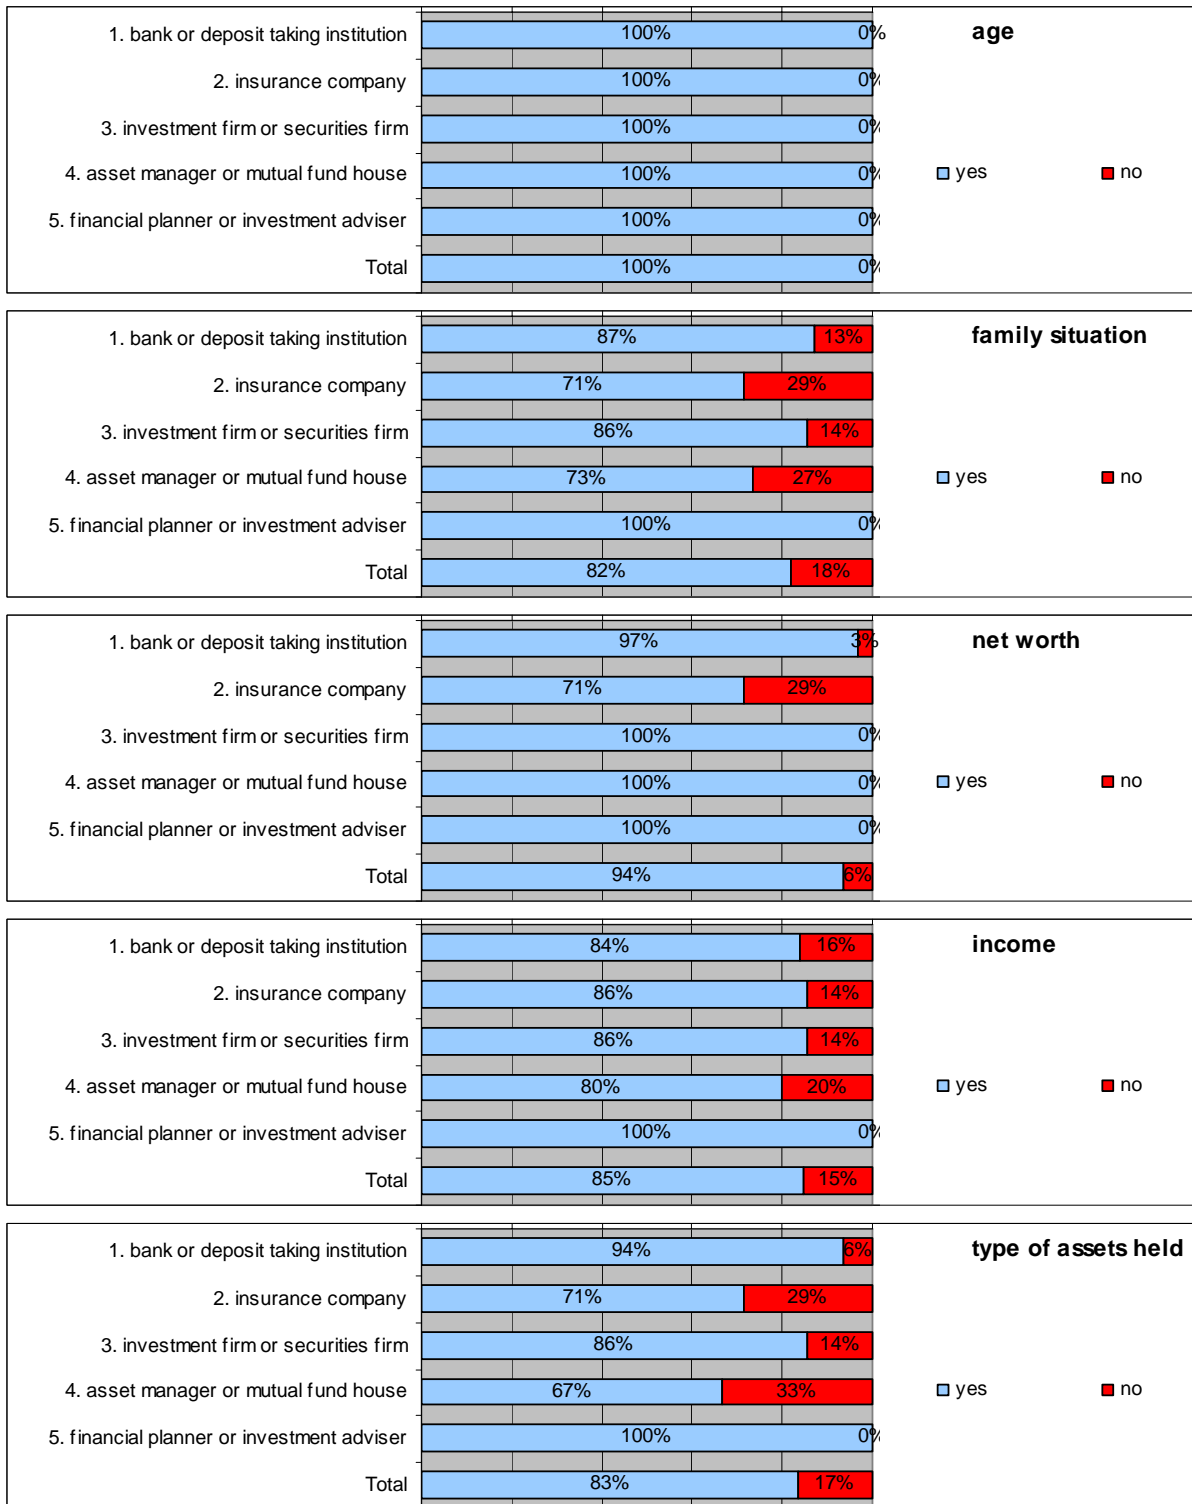 1. bank or deposit taking institution 100% 0% age
2. insurance company 100% 0%
3. investment firm or securities firm 100% 0%
4. asset manager or mutual fund house 100% 0% yes no
5. financial planner or investment adviser 100% 0%
Total 100% 0%
1. bank or deposit taking institution 87% 13% family situation
2. insurance company 71% 29%
3. investment firm or securities firm 86% 14%
4. asset manager or mutual fund house 73% 27% yes no
5. financial planner or investment adviser 100% 0%
Total 82% 18%
1. bank or deposit taking institution 97% 3% net worth
2. insurance company 71% 29%
3. investment firm or securities firm 100% 0%
4. asset manager or mutual fund house 100% 0% yes no
5. financial planner or investment adviser 100% 0%
Total 94% 6%
1. bank or deposit taking institution 84% 16% income
2. insurance company 86% 14%
3. investment firm or securities firm 86% 14%
4. asset manager or mutual fund house 80% 20% yes no
5. financial planner or investment adviser 100% 0%
Total 85% 15%
1. bank or deposit taking institution 94% 6% type of assets held
2. insurance company 71% 29%
3. investment firm or securities firm 86% 14%
4. asset manager or mutual fund house 67% 33% yes no
5. financial planner or investment adviser 100% 0%
Total 83% 17%